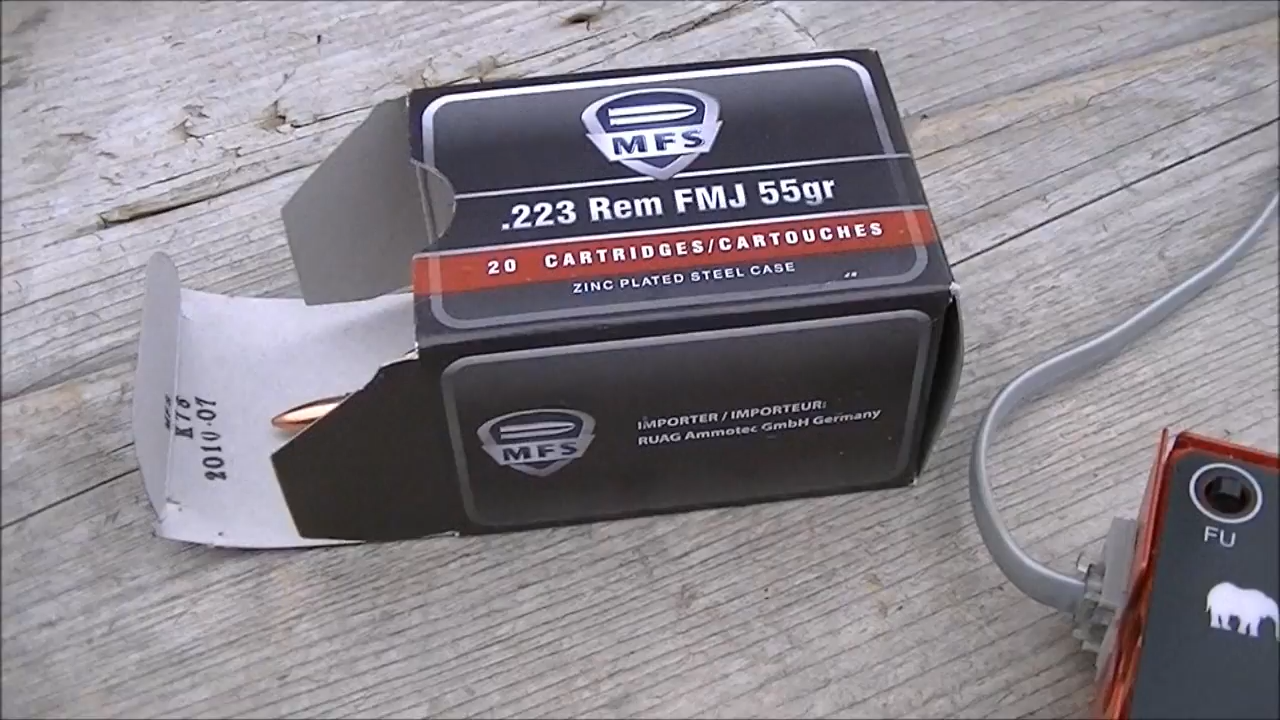 MFS
.223 Rem FMJ 55gr
20 CARTRIDGES/CARTOUCHES
ZINC PLATED STEEL CASE
MFS
IMPORTER / IMPORTEUR:
RUAG Ammotec GmbH Germany
K78
2010-07
FU